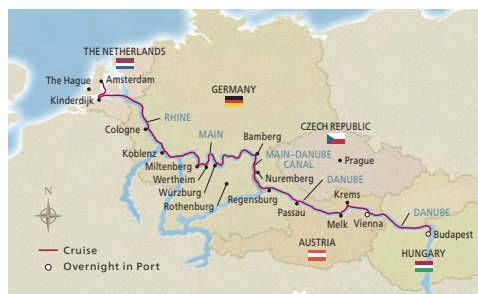 THE NETHERLANDS
The Hague
Amsterdam
Kinderdijk
GERMANY
RHINE
Cologne
MAIN
CZECH REPUBLIC
Koblenz
Bamberg
MAIN–DANUBE
CANAL
Prague
Miltenberg
Wertheim
Würzburg
Nuremberg
DANUBE
Rothenburg
Regensburg
Krems
N
Passau
Melk
Vienna
DANUBE
Budapest
AUSTRIA
HUNGARY
Cruise
Overnight in Port